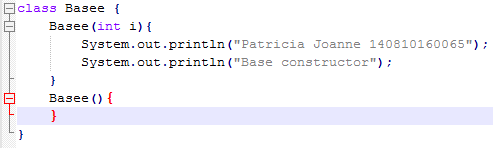 class Basee {
Basee(int i){
System.out.println("Patricia Joanne 140810160065");
System.out.println("Base constructor");
}
Basee(){
}
}